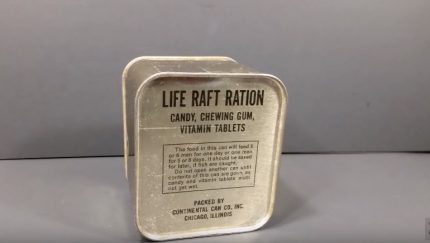 LIFE RAFT RATION
CANDY, CHEWING GUM,
VITAMIN TABLETS
The food in this can will feed 5
or 6 men for one day or one man
for 5 or 6 days. It should be saved
for later, if fish are caught.
Do not open another can until
contents of this can are gone, as
candy and vitamin tablets must
not get wet.
PACKED BY
CONTINENTAL CAN CO., INC.
CHICAGO, ILLINOIS